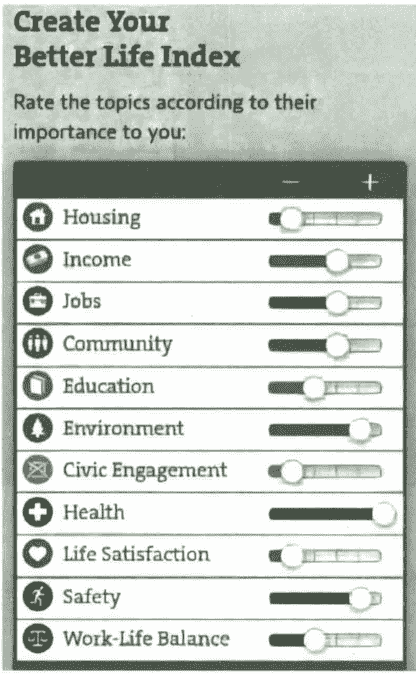 Create Your
Better Life Index
Rate the topics according to their
importance to you:
− +
Housing
Income
Jobs
Community
Education
Environment
Civic Engagement
Health
Life Satisfaction
Safety
Work-Life Balance